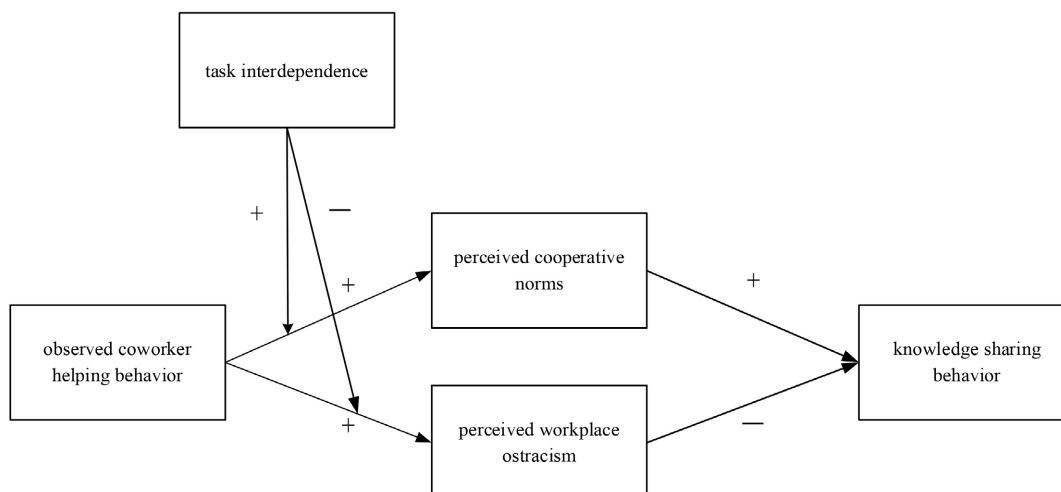 task interdependence
+
—
+
perceived cooperative
norms
+
observed coworker
helping behavior
knowledge sharing
behavior
+
perceived workplace
ostracism
—